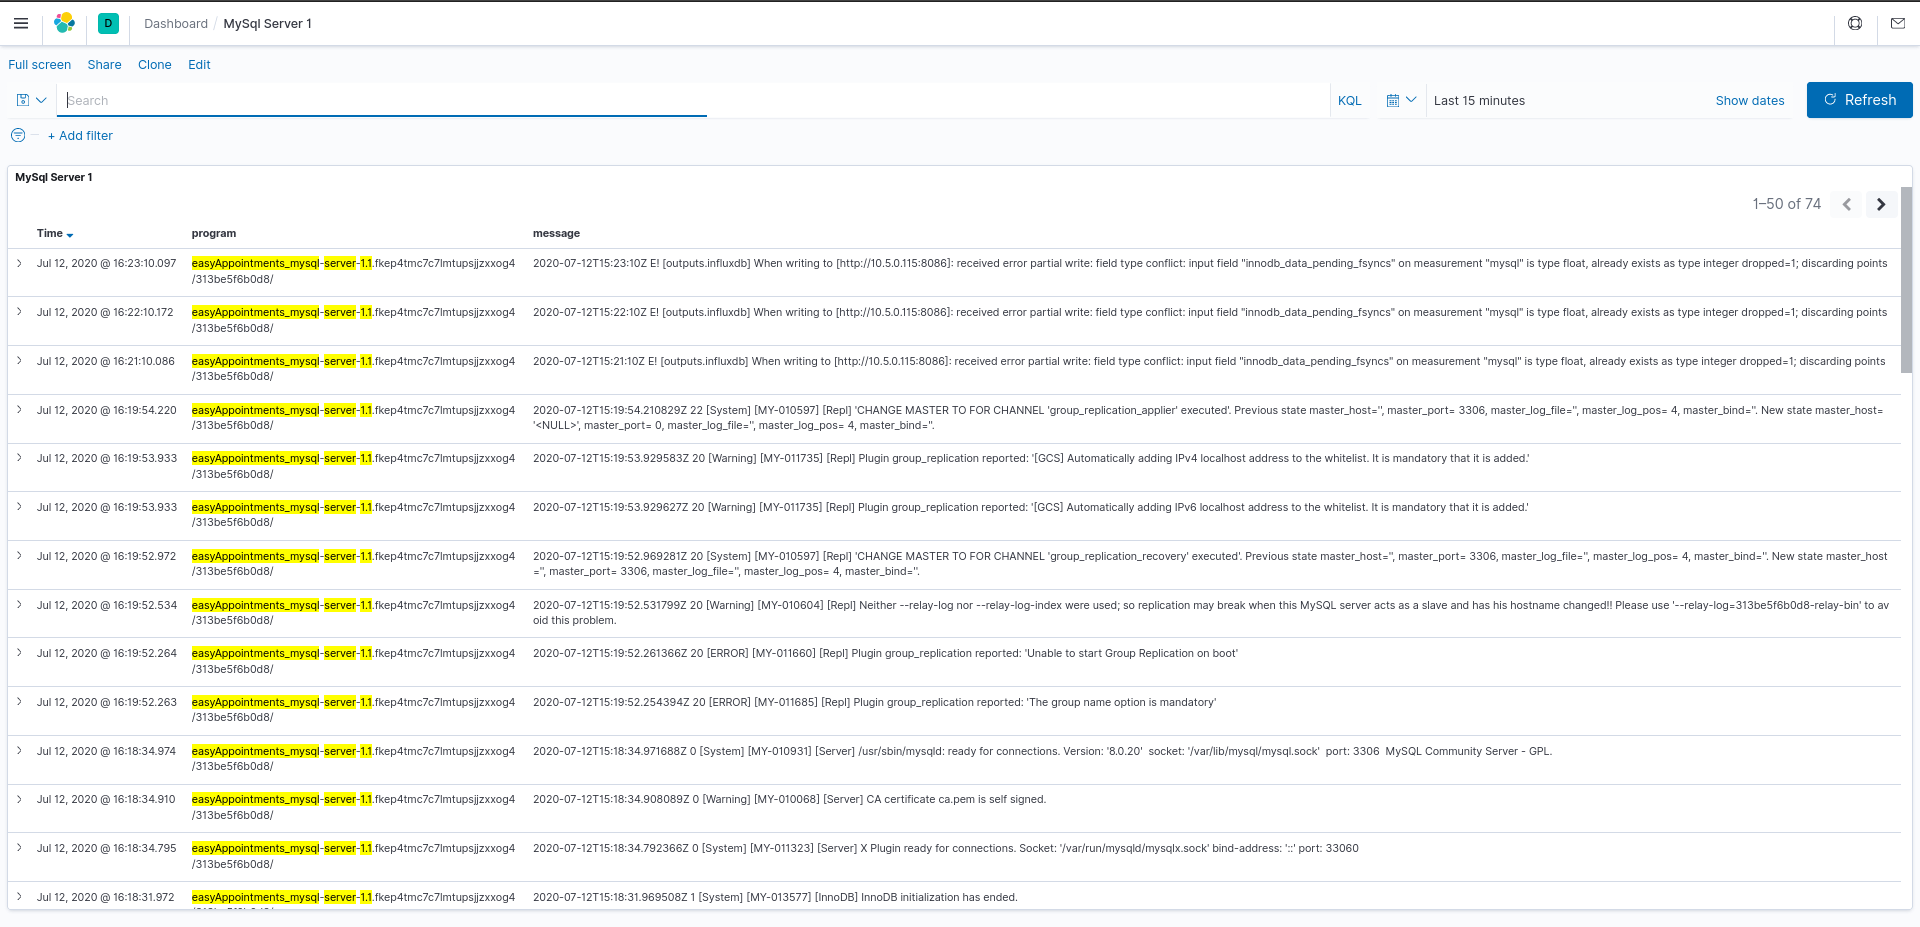 D Dashboard / MySql Server 1
Full screen Share Clone Edit
Search KQL Last 15 minutes Show dates Refresh
+ Add filter
MySql Server 1
1–50 of 74
Time program message
Jul 12, 2020 @ 16:23:10.097 easyAppointments_mysql-server-1.1.fkep4tmc7c7lmtupsjjzxxog4 2020-07-12T15:23:10Z E! [outputs.influxdb] When writing to [http://10.5.0.115:8086]: received error partial write: field type conflict: input field "innodb_data_pending_fsyncs" on measurement "mysql" is type float, already exists as type integer dropped=1; discarding points
/313be5f6b0d8/
Jul 12, 2020 @ 16:22:10.172 easyAppointments_mysql-server-1.1.fkep4tmc7c7lmtupsjjzxxog4 2020-07-12T15:22:10Z E! [outputs.influxdb] When writing to [http://10.5.0.115:8086]: received error partial write: field type conflict: input field "innodb_data_pending_fsyncs" on measurement "mysql" is type float, already exists as type integer dropped=1; discarding points
/313be5f6b0d8/
Jul 12, 2020 @ 16:21:10.086 easyAppointments_mysql-server-1.1.fkep4tmc7c7lmtupsjjzxxog4 2020-07-12T15:21:10Z E! [outputs.influxdb] When writing to [http://10.5.0.115:8086]: received error partial write: field type conflict: input field "innodb_data_pending_fsyncs" on measurement "mysql" is type float, already exists as type integer dropped=1; discarding points
/313be5f6b0d8/
Jul 12, 2020 @ 16:19:54.220 easyAppointments_mysql-server-1.1.fkep4tmc7c7lmtupsjjzxxog4 2020-07-12T15:19:54.210829Z 22 [System] [MY-010597] [Repl] 'CHANGE MASTER TO FOR CHANNEL 'group_replication_applier' executed'. Previous state master_host='', master_port= 3306, master_log_file='', master_log_pos= 4, master_bind=''. New state master_host=
/313be5f6b0d8/ '<NULL>', master_port= 0, master_log_file='', master_log_pos= 4, master_bind=''.
Jul 12, 2020 @ 16:19:53.933 easyAppointments_mysql-server-1.1.fkep4tmc7c7lmtupsjjzxxog4 2020-07-12T15:19:53.929583Z 20 [Warning] [MY-011735] [Repl] Plugin group_replication reported: '[GCS] Automatically adding IPv4 localhost address to the whitelist. It is mandatory that it is added.'
/313be5f6b0d8/
Jul 12, 2020 @ 16:19:53.933 easyAppointments_mysql-server-1.1.fkep4tmc7c7lmtupsjjzxxog4 2020-07-12T15:19:53.929627Z 20 [Warning] [MY-011735] [Repl] Plugin group_replication reported: '[GCS] Automatically adding IPv6 localhost address to the whitelist. It is mandatory that it is added.'
/313be5f6b0d8/
Jul 12, 2020 @ 16:19:52.972 easyAppointments_mysql-server-1.1.fkep4tmc7c7lmtupsjjzxxog4 2020-07-12T15:19:52.969281Z 20 [System] [MY-010597] [Repl] 'CHANGE MASTER TO FOR CHANNEL 'group_replication_recovery' executed'. Previous state master_host='', master_port= 3306, master_log_file='', master_log_pos= 4, master_bind=''. New state master_host
/313be5f6b0d8/ ='', master_port= 3306, master_log_file='', master_log_pos= 4, master_bind=''.
Jul 12, 2020 @ 16:19:52.534 easyAppointments_mysql-server-1.1.fkep4tmc7c7lmtupsjjzxxog4 2020-07-12T15:19:52.531799Z 20 [Warning] [MY-010604] [Repl] Neither --relay-log nor --relay-log-index were used; so replication may break when this MySQL server acts as a slave and has his hostname changed!! Please use '--relay-log=313be5f6b0d8-relay-bin' to av
/313be5f6b0d8/ oid this problem.
Jul 12, 2020 @ 16:19:52.264 easyAppointments_mysql-server-1.1.fkep4tmc7c7lmtupsjjzxxog4 2020-07-12T15:19:52.261366Z 20 [ERROR] [MY-011660] [Repl] Plugin group_replication reported: 'Unable to start Group Replication on boot'
/313be5f6b0d8/
Jul 12, 2020 @ 16:19:52.263 easyAppointments_mysql-server-1.1.fkep4tmc7c7lmtupsjjzxxog4 2020-07-12T15:19:52.254394Z 20 [ERROR] [MY-011685] [Repl] Plugin group_replication reported: 'The group name option is mandatory'
/313be5f6b0d8/
Jul 12, 2020 @ 16:18:34.974 easyAppointments_mysql-server-1.1.fkep4tmc7c7lmtupsjjzxxog4 2020-07-12T15:18:34.971688Z 0 [System] [MY-010931] [Server] /usr/sbin/mysqld: ready for connections. Version: '8.0.20'  socket: '/var/lib/mysql/mysql.sock'  port: 3306  MySQL Community Server - GPL.
/313be5f6b0d8/
Jul 12, 2020 @ 16:18:34.910 easyAppointments_mysql-server-1.1.fkep4tmc7c7lmtupsjjzxxog4 2020-07-12T15:18:34.908089Z 0 [Warning] [MY-010068] [Server] CA certificate ca.pem is self signed.
/313be5f6b0d8/
Jul 12, 2020 @ 16:18:34.795 easyAppointments_mysql-server-1.1.fkep4tmc7c7lmtupsjjzxxog4 2020-07-12T15:18:34.792366Z 0 [System] [MY-011323] [Server] X Plugin ready for connections. Socket: '/var/run/mysqld/mysqlx.sock' bind-address: '::' port: 33060
/313be5f6b0d8/
Jul 12, 2020 @ 16:18:31.972 easyAppointments_mysql-server-1.1.fkep4tmc7c7lmtupsjjzxxog4 2020-07-12T15:18:31.969508Z 1 [System] [MY-013577] [InnoDB] InnoDB initialization has ended.